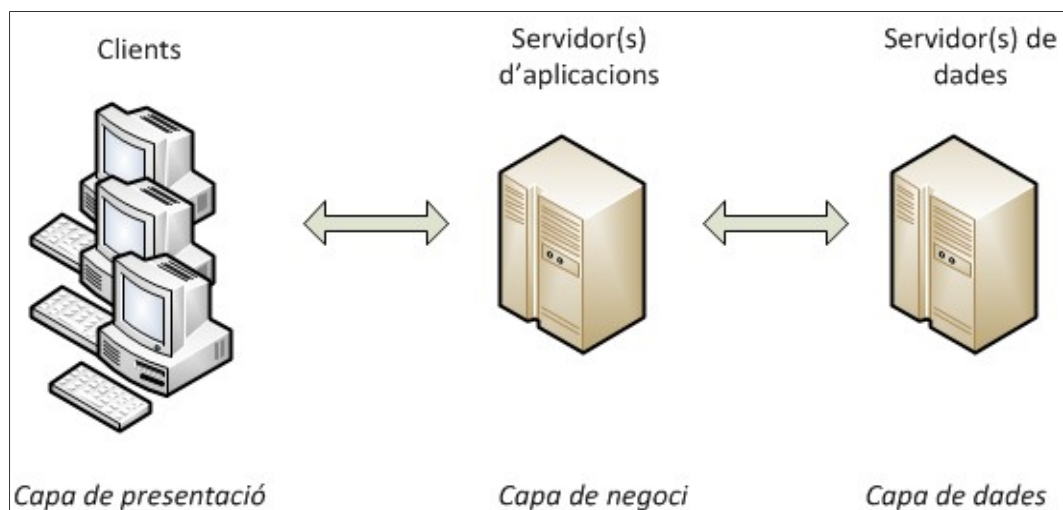 Clients
Servidor(s)
d’aplicacions
Servidor(s) de
dades
Capa de presentació
Capa de negoci
Capa de dades